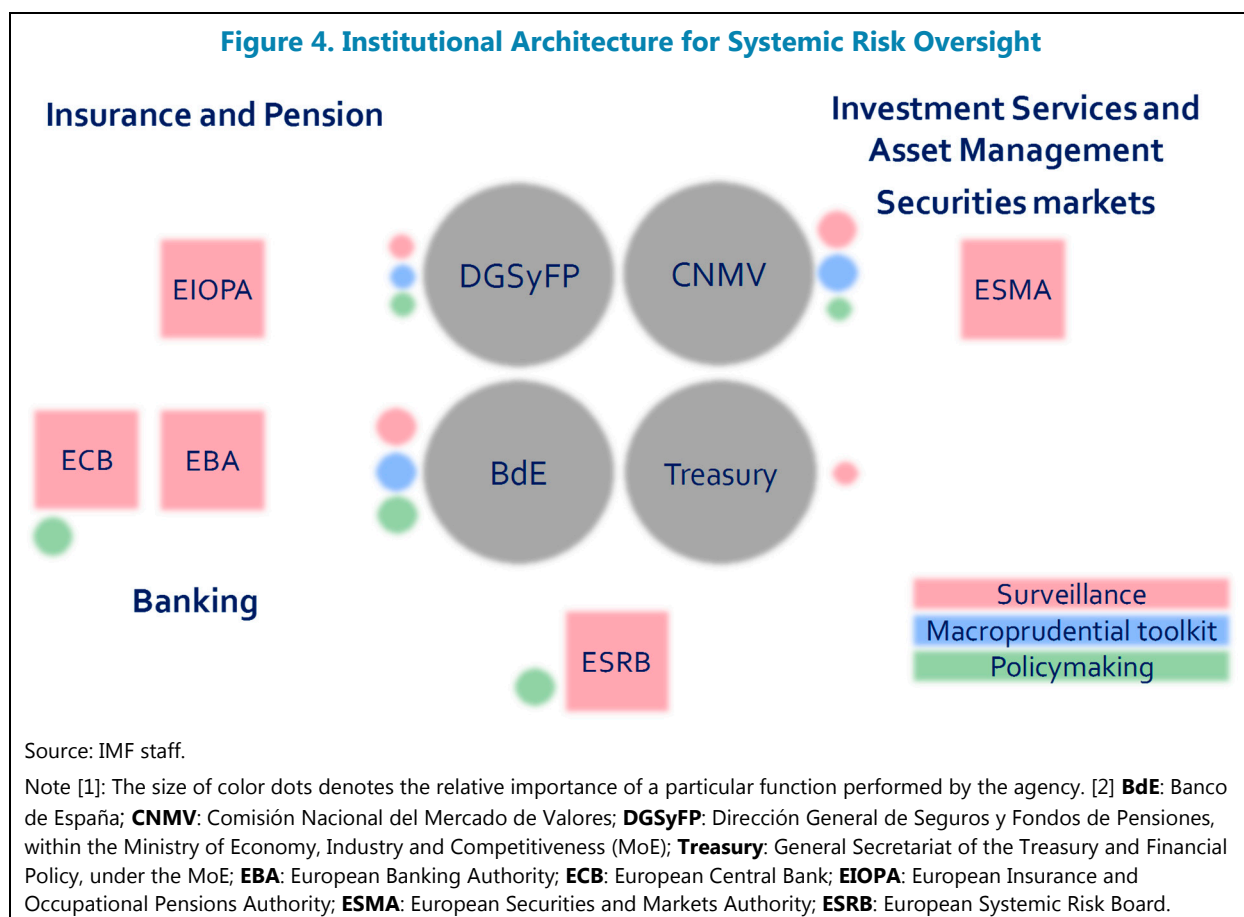 Figure 4. Institutional Architecture for Systemic Risk Oversight
Insurance and Pension
Investment Services and
Asset Management
Securities markets
EIOPA
DGSyFP
CNMV
ESMA
ECB
EBA
BdE
Treasury
Banking
ESRB
Surveillance
Macroprudential toolkit
Policymaking
Source: IMF staff.
Note [1]: The size of color dots denotes the relative importance of a particular function performed by the agency. [2] BdE: Banco
de España; CNMV: Comisión Nacional del Mercado de Valores; DGSyFP: Dirección General de Seguros y Fondos de Pensiones,
within the Ministry of Economy, Industry and Competitiveness (MoE); Treasury: General Secretariat of the Treasury and Financial
Policy, under the MoE; EBA: European Banking Authority; ECB: European Central Bank; EIOPA: European Insurance and
Occupational Pensions Authority; ESMA: European Securities and Markets Authority; ESRB: European Systemic Risk Board.